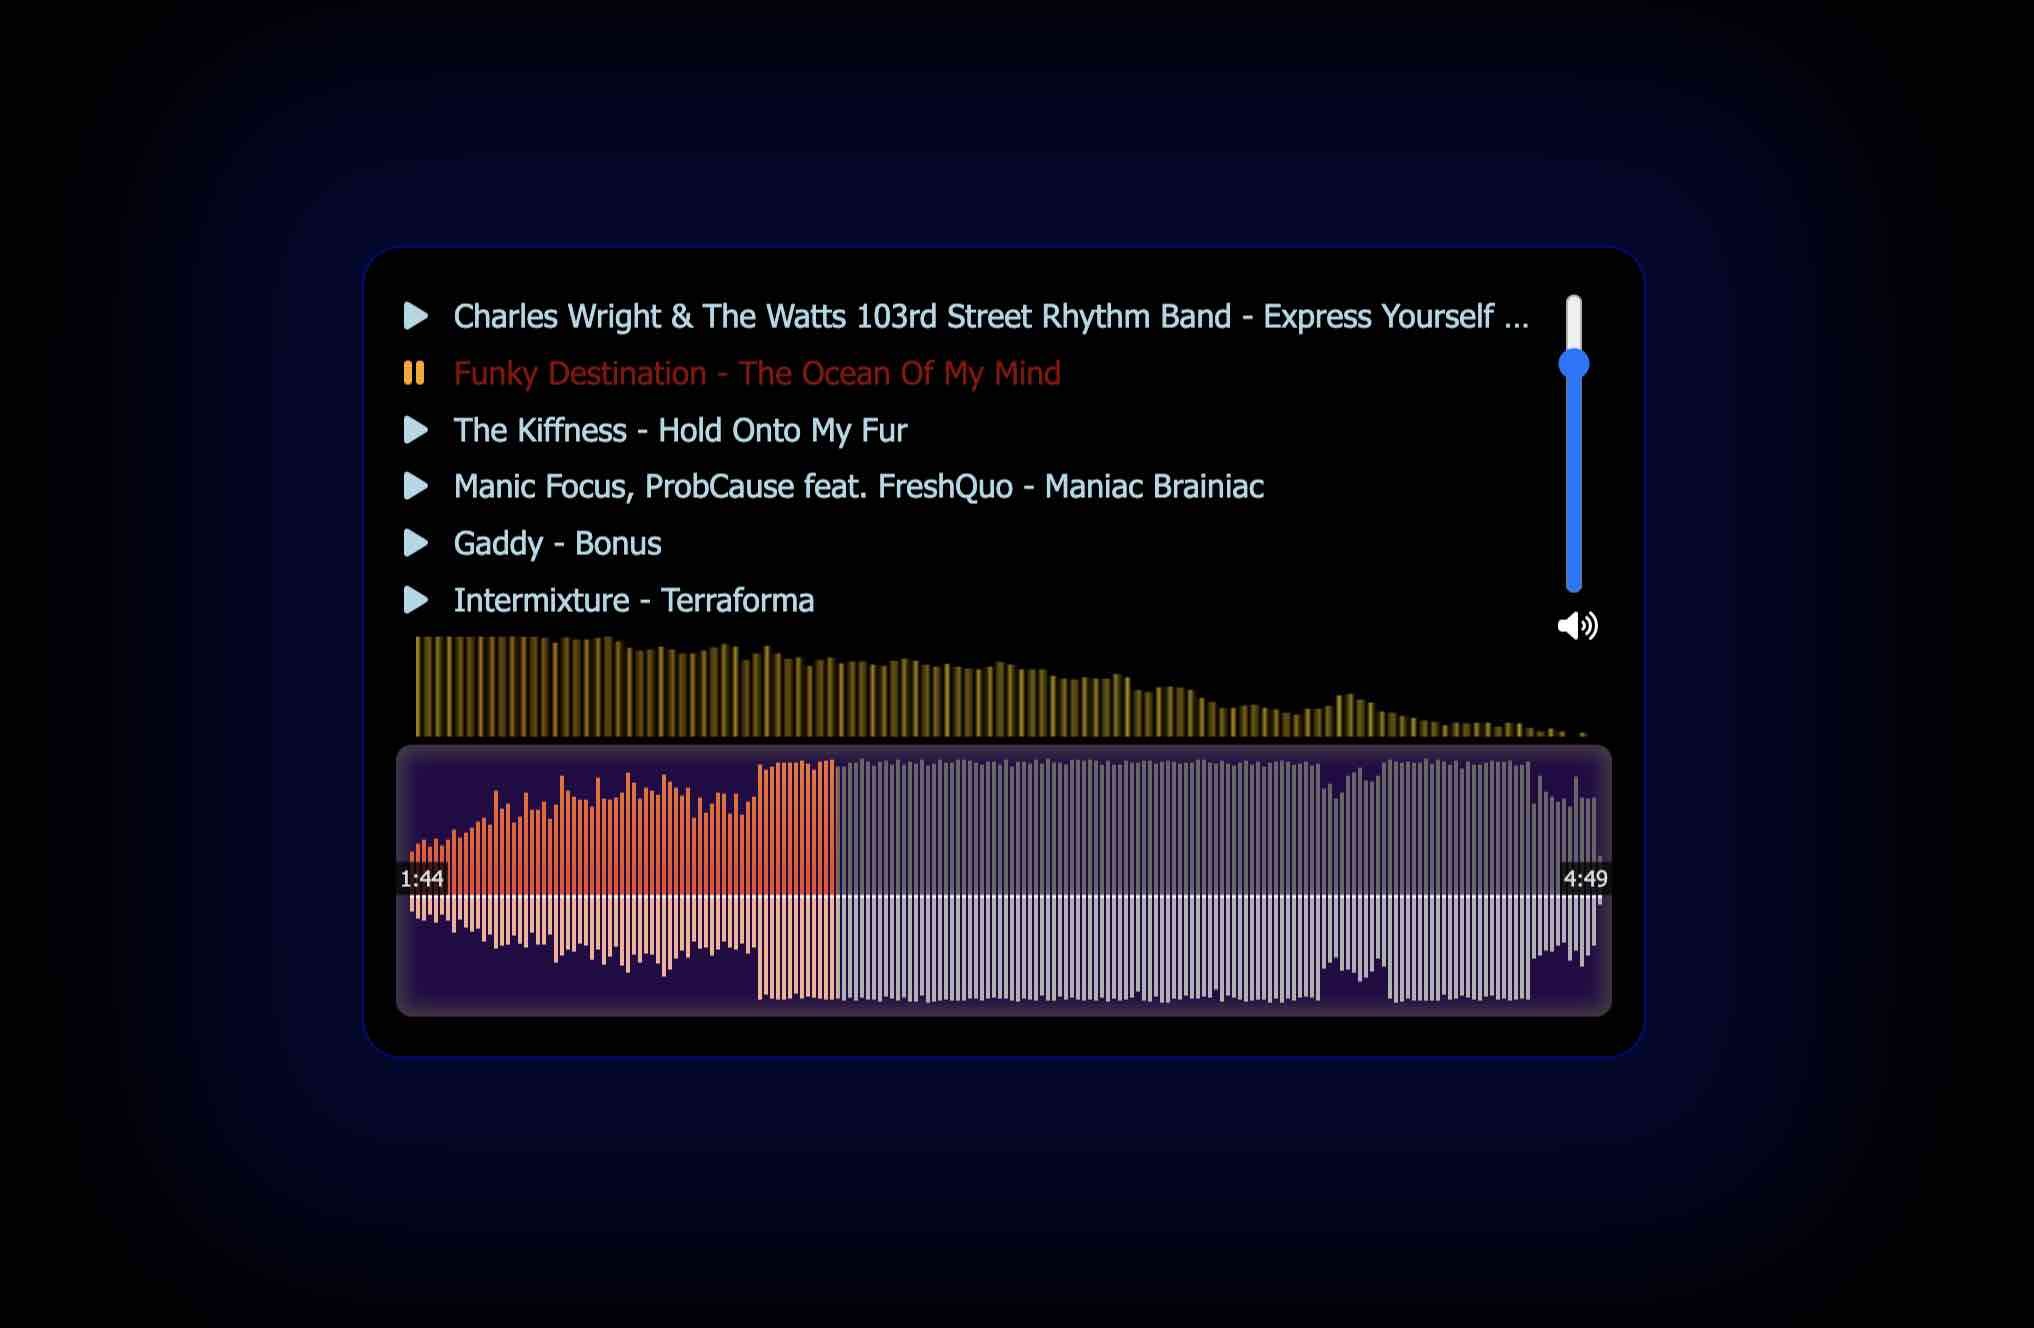 Charles Wright & The Watts 103rd Street Rhythm Band - Express Yourself ...
Funky Destination - The Ocean Of My Mind
The Kiffness - Hold Onto My Fur
Manic Focus, ProbCause feat. FreshQuo - Maniac Brainiac
Gaddy - Bonus
Intermixture - Terraforma
1:44
4:49